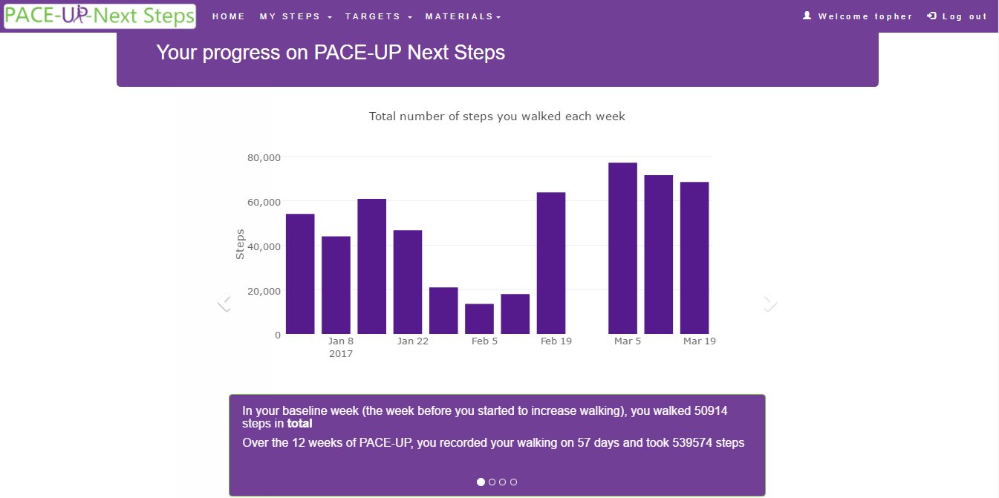 PACE-UP-Next Steps HOME MY STEPS TARGETS MATERIALS Welcome topher Log out
Your progress on PACE-UP Next Steps
Total number of steps you walked each week
80,000
60,000
40,000
20,000
0
Steps
Jan 8 Jan 22 Feb 5 Feb 19 Mar 5 Mar 19
2017
In your baseline week (the week before you started to increase walking), you walked 50914
steps in total
Over the 12 weeks of PACE-UP, you recorded your walking on 57 days and took 539574 steps